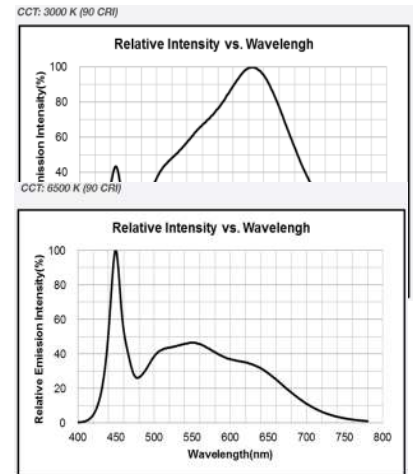 CCT: 3000 K (90 CRI)
Relative Intensity vs. Wavelengh
100
80
60
40
Intensity(%)
CCT: 6500 K (90 CRI)
Relative Intensity vs. Wavelengh
100
80
60
40
20
0
Relative Emission Intensity(%)
400 450 500 550 600 650 700 750 800
Wavelength(nm)